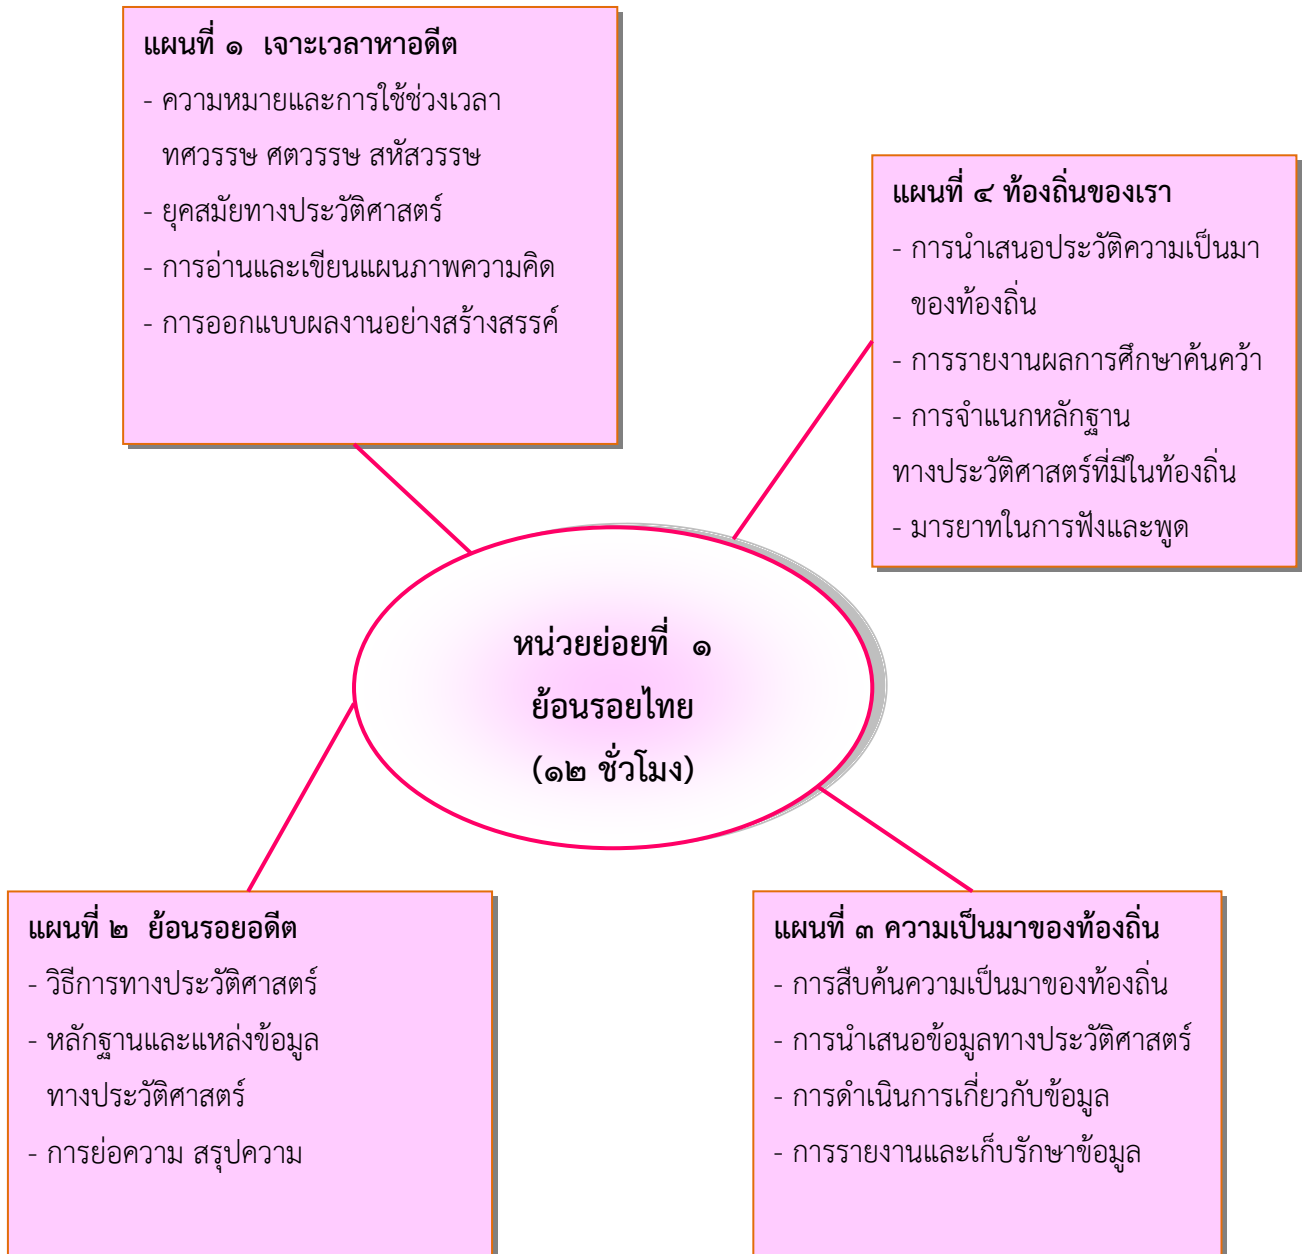 แผนที่ ๑  เจาะเวลาหาอดีต
- ความหมายและการใช้ช่วงเวลา
ทศวรรษ ศตวรรษ สหัสวรรษ
- ยุคสมัยทางประวัติศาสตร์
- การอ่านและเขียนแผนภาพความคิด
- การออกแบบผลงานอย่างสร้างสรรค์
แผนที่ ๔ ท้องถิ่นของเรา
- การนำเสนอประวัติความเป็นมา
ของท้องถิ่น
- การรายงานผลการศึกษาค้นคว้า
- การจำแนกหลักฐาน
ทางประวัติศาสตร์ที่มีในท้องถิ่น
- มารยาทในการฟังและพูด
หน่วยย่อยที่  ๑
ย้อนรอยไทย
(๑๒ ชั่วโมง)
แผนที่ ๒  ย้อนรอยอดีต
- วิธีการทางประวัติศาสตร์
- หลักฐานและแหล่งข้อมูล
ทางประวัติศาสตร์
- การย่อความ สรุปความ
แผนที่ ๓ ความเป็นมาของท้องถิ่น
- การสืบค้นความเป็นมาของท้องถิ่น
- การนำเสนอข้อมูลทางประวัติศาสตร์
- การดำเนินการเกี่ยวกับข้อมูล
- การรายงานและเก็บรักษาข้อมูล